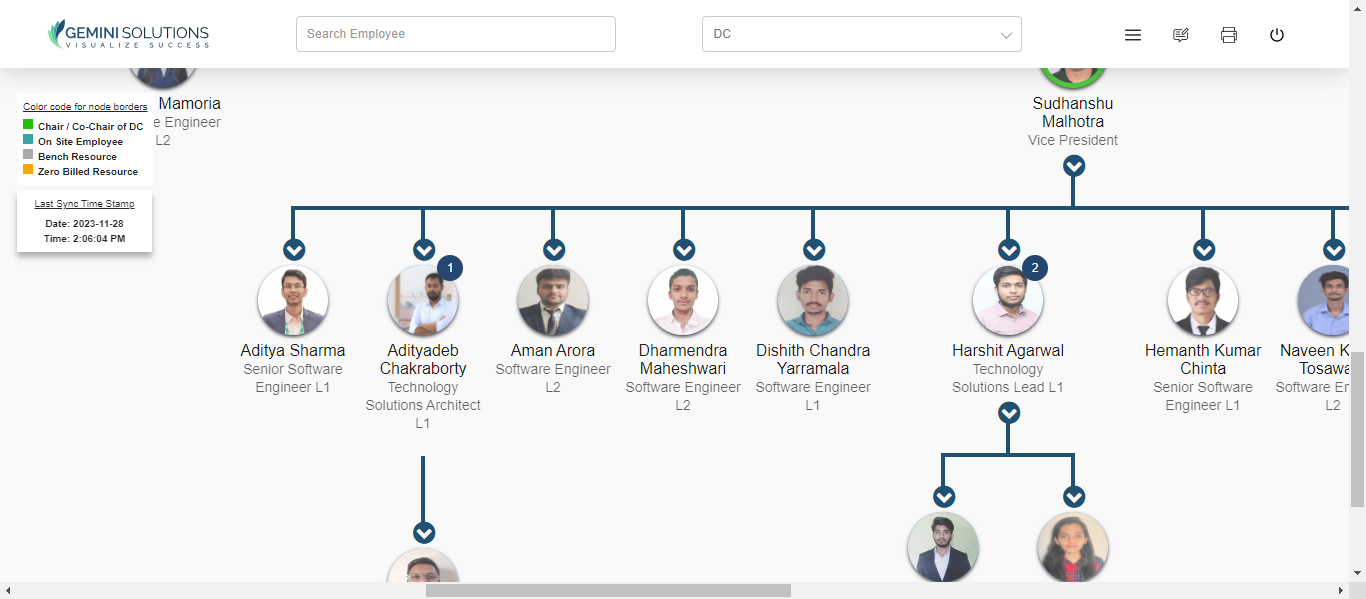 GEMINI SOLUTIONS
VISUALIZE SUCCESS
Search Employee
DC
Mamoria
e Engineer
L2
Color code for node borders
Chair / Co-Chair of DC
On Site Employee
Bench Resource
Zero Billed Resource
Last Sync Time Stamp
Date: 2023-11-28
Time: 2:06:04 PM
Sudhanshu
Malhotra
Vice President
Aditya Sharma
Senior Software
Engineer L1
1
Adityadeb
Chakraborty
Technology
Solutions Architect
L1
Aman Arora
Software Engineer
L2
Dharmendra
Maheshwari
Software Engineer
L2
Dishith Chandra
Yarramala
Software Engineer
L1
2
Harshit Agarwal
Technology
Solutions Lead L1
Hemanth Kumar
Chinta
Senior Software
Engineer L1
Naveen K
Tosawa
Software En
L2